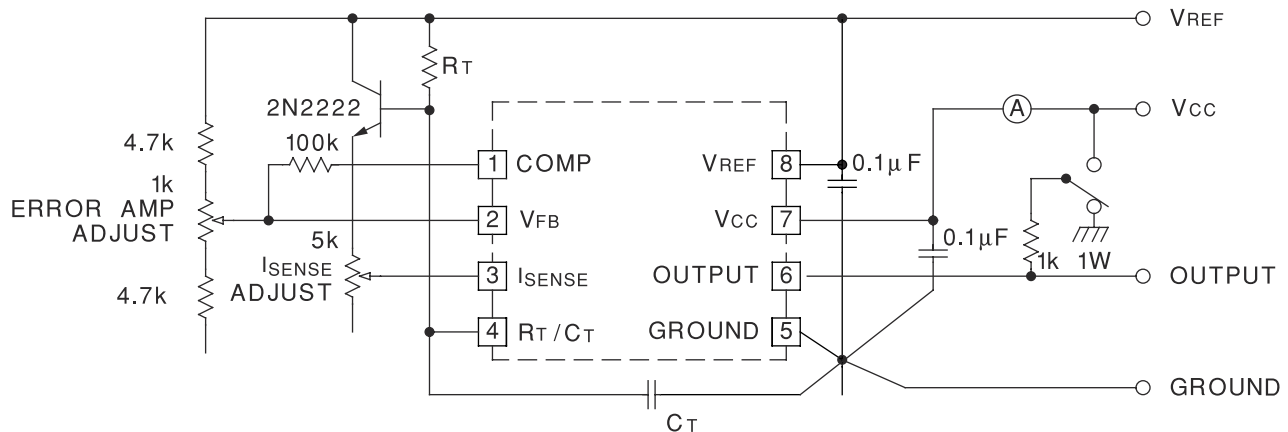 VREF
RT
A
VCC
2N2222
4.7k
100k
1 COMP
VREF 8
0.1µF
1k
ERROR AMP
ADJUST
2 VFB
VCC 7
0.1µF
5k
ISENSE
ADJUST
3 ISENSE
OUTPUT 6
1k 1W
OUTPUT
4.7k
4 RT/CT
GROUND 5
GROUND
CT